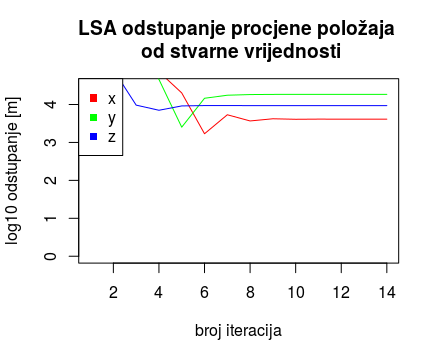 LSA odstupanje procjene položaja
od stvarne vrijednosti
log10 odstupanje [m]
4
3
2
1
0
x
y
z
2 4 6 8 10 12 14
broj iteracija